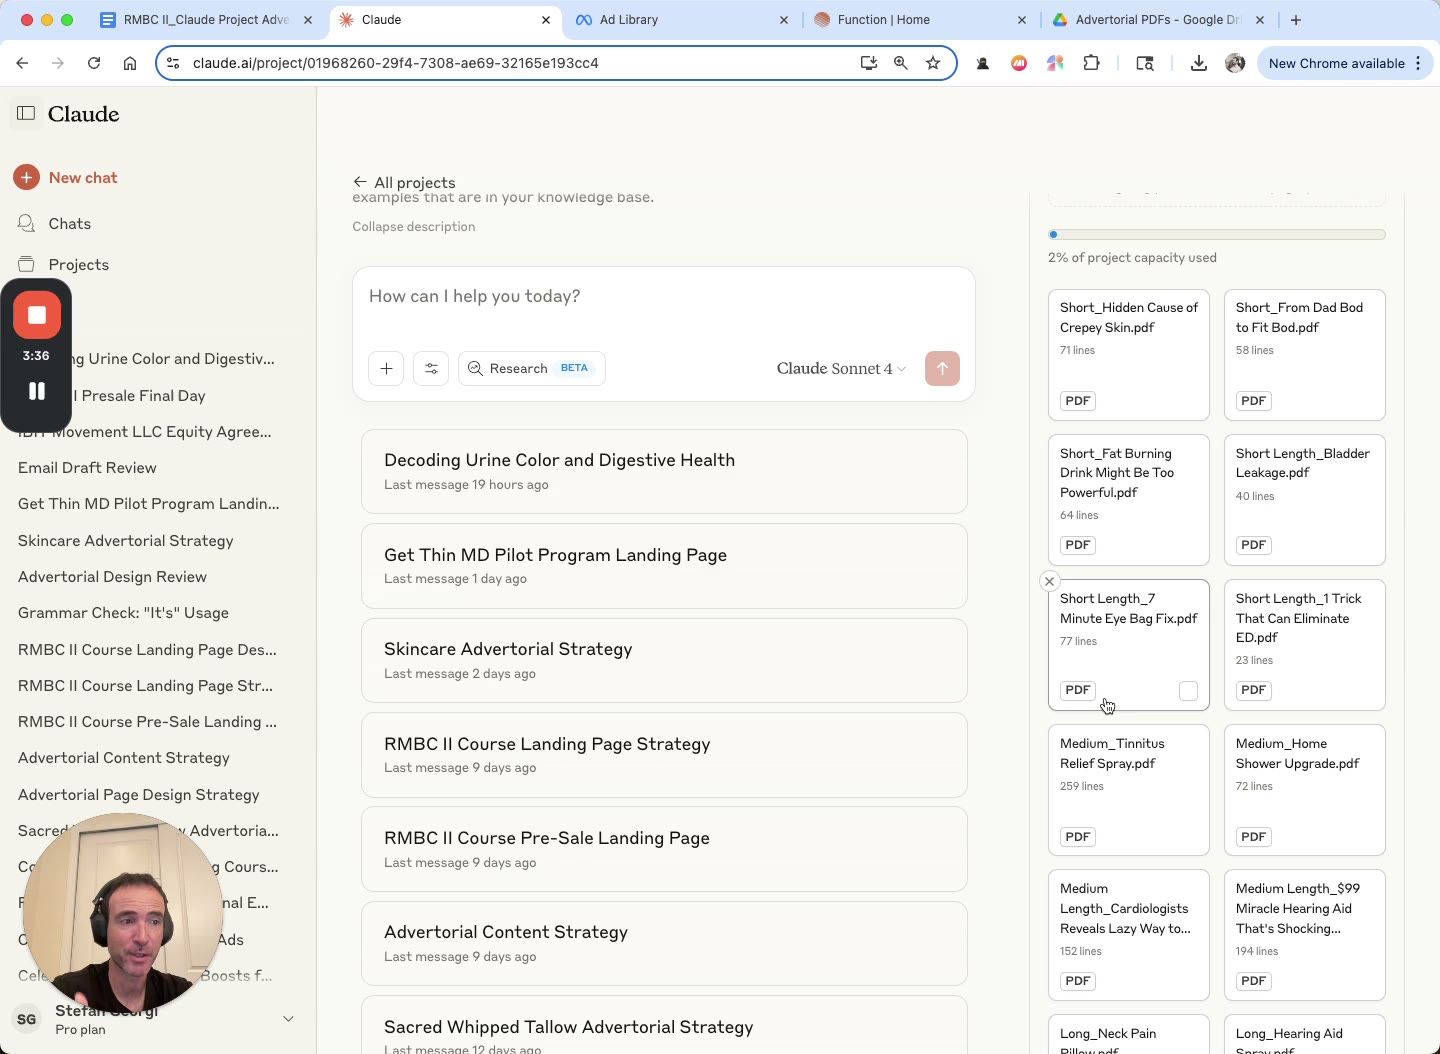 RMBC II_Claude Project Adve
Claude
Ad Library
Function | Home
Advertorial PDFs - Google Dri
claude.ai/project/01968260-29f4-7308-ae69-32165e193cc4
New Chrome available
Claude
New chat
Chats
Projects
3:36
ng Urine Color and Digestiv...
I Presale Final Day
Movement LLC Equity Agree...
Email Draft Review
Get Thin MD Pilot Program Landin...
Skincare Advertorial Strategy
Advertorial Design Review
Grammar Check: "It's" Usage
RMBC II Course Landing Page Des...
RMBC II Course Landing Page Str...
RMBC II Course Pre-Sale Landing ...
Advertorial Content Strategy
Advertorial Page Design Strategy
Sacred
Advertoria...
g Cours...
nal E...
Ads
Boosts f...
SG
Stefan Georgi
Pro plan
All projects
examples that are in your knowledge base.
Collapse description
How can I help you today?
Research BETA
Claude Sonnet 4
Decoding Urine Color and Digestive Health
Last message 19 hours ago
Get Thin MD Pilot Program Landing Page
Last message 1 day ago
Skincare Advertorial Strategy
Last message 2 days ago
RMBC II Course Landing Page Strategy
Last message 9 days ago
RMBC II Course Pre-Sale Landing Page
Last message 9 days ago
Advertorial Content Strategy
Last message 9 days ago
Sacred Whipped Tallow Advertorial Strategy
Last message 12 days ago
2% of project capacity used
Short_Hidden Cause of
Crepey Skin.pdf
71 lines
PDF
Short_From Dad Bod
to Fit Bod.pdf
58 lines
PDF
Short_Fat Burning
Drink Might Be Too
Powerful.pdf
64 lines
PDF
Short Length_Bladder
Leakage.pdf
40 lines
PDF
Short Length_7
Minute Eye Bag Fix.pdf
77 lines
PDF
Short Length_1 Trick
That Can Eliminate
ED.pdf
23 lines
PDF
Medium_Tinnitus
Relief Spray.pdf
259 lines
PDF
Medium_Home
Shower Upgrade.pdf
72 lines
PDF
Medium
Length_Cardiologists
Reveals Lazy Way to...
152 lines
PDF
Medium Length_$99
Miracle Hearing Aid
That's Shocking...
194 lines
PDF
Long_Neck Pain
Pillow.pdf
Long_Hearing Aid
Spray.pdf